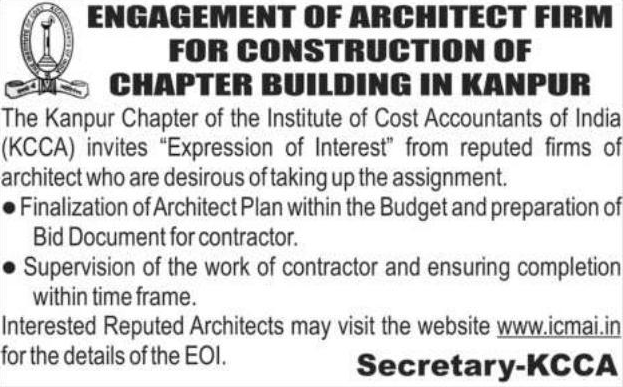 ENGAGEMENT OF ARCHITECT FIRM
FOR CONSTRUCTION OF
CHAPTER BUILDING IN KANPUR
The Kanpur Chapter of the Institute of Cost Accountants of India
(KCCA) invites “Expression of Interest” from reputed firms of
architect who are desirous of taking up the assignment.
● Finalization of Architect Plan within the Budget and preparation of
Bid Document for contractor.
● Supervision of the work of contractor and ensuring completion
within time frame.
Interested Reputed Architects may visit the website www.icmai.in
for the details of the EOI.
Secretary-KCCA